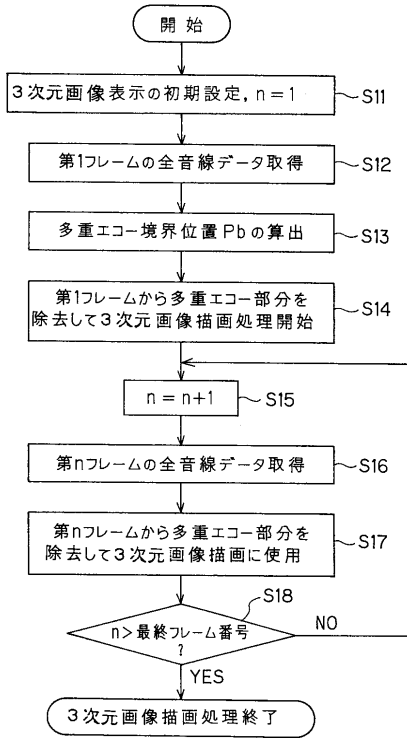 開始
3次元画像表示の初期設定, n=1
S11
第1フレームの全音線データ取得
S12
多重エコー境界位置Pbの算出
S13
第1フレームから多重エコー部分を
除去して3次元画像描画処理開始
S14
n = n+1
S15
第nフレームの全音線データ取得
S16
第nフレームから多重エコー部分を
除去して3次元画像描画に使用
S17
S18
n>最終フレーム番号
?
NO
YES
3次元画像描画処理終了